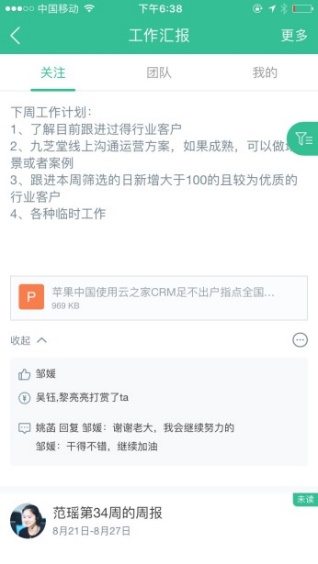 中国移动
下午6:38
工作汇报
更多
关注
团队
我的
下周工作计划：
1、了解目前跟进过得行业客户
2、九芝堂线上沟通运营方案，如果成熟，可以做
景或者案例
3、跟进本周筛选的日新增大于100的且较为优质的
行业客户
4、各种临时工作
P
苹果中国使用云之家CRM足不出户指点全国...
969 KB
收起
邹媛
吴钰,黎亮亮打赏了ta
姚菡 回复 邹媛：谢谢老大，我会继续努力的
邹媛：干得不错，继续加油
未读
范瑶第34周的周报
8月21日-8月27日